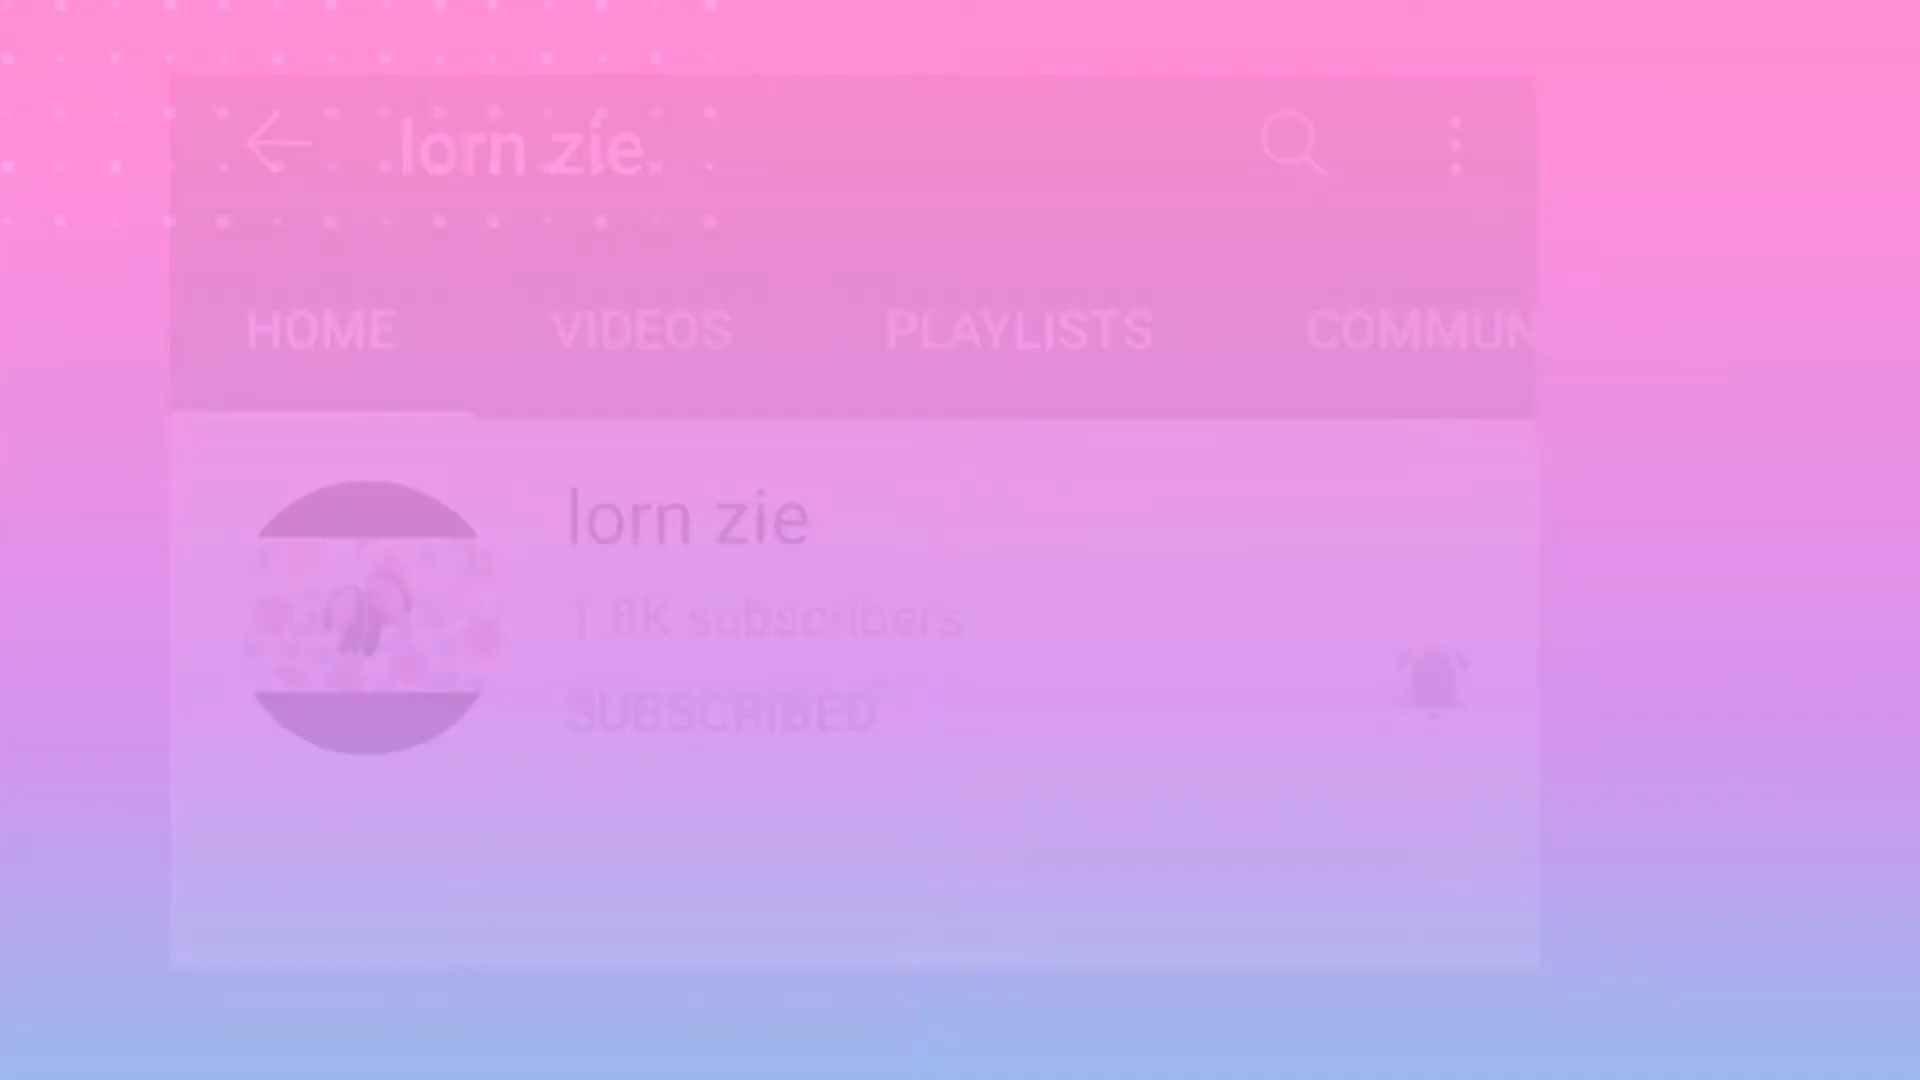 lorn zie
HOME VIDEOS PLAYLISTS COMMUN
lorn zie
1.8K subscribers
SUBSCRIBED